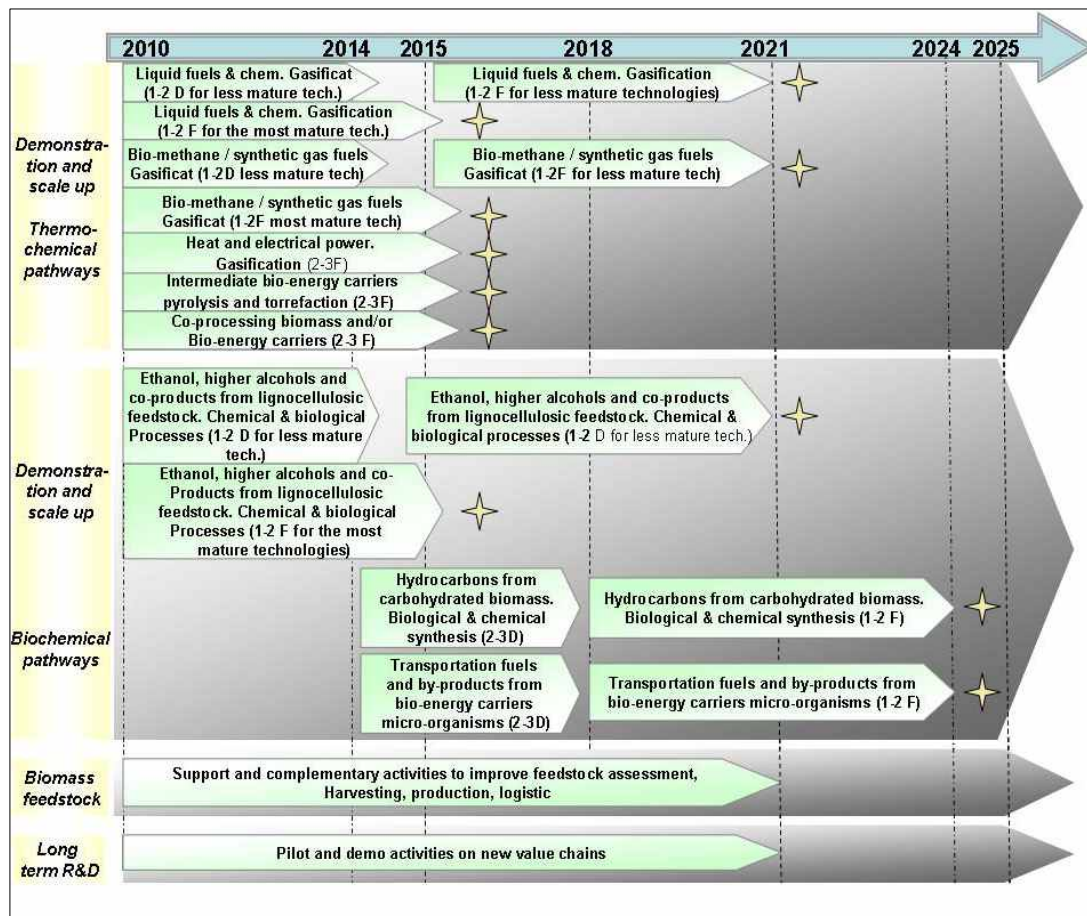 2010 2014 2015 2018 2021 2024 2025
Demonstra-
tion and
scale up
Thermo-
chemical
pathways
Liquid fuels & chem. Gasificat
(1-2 D for less mature tech.)
Liquid fuels & chem. Gasification
(1-2 F for less mature technologies)
Liquid fuels & chem. Gasification
(1-2 F for the most mature tech.)
Bio-methane / synthetic gas fuels
Gasificat (1-2D less mature tech)
Bio-methane / synthetic gas fuels
Gasificat (1-2F for less mature tech)
Bio-methane / synthetic gas fuels
Gasificat (1-2F most mature tech)
Heat and electrical power.
Gasification (2-3F)
Intermediate bio-energy carriers
pyrolysis and torrefaction (2-3F)
Co-processing biomass and/or
Bio-energy carriers (2-3 F)
Demonstra-
tion and
scale up
Biochemical
pathways
Ethanol, higher alcohols and
co-products from lignocellulosic
feedstock. Chemical & biological
Processes (1-2 D for less mature
tech.)
Ethanol, higher alcohols and co-products
from lignocellulosic feedstock. Chemical &
biological processes (1-2 D for less mature tech.)
Ethanol, higher alcohols and co-
Products from lignocellulosic
feedstock. Chemical & biological
Processes (1-2 F for the most
mature technologies)
Hydrocarbons from
carbohydrated biomass.
Biological & chemical
synthesis (2-3D)
Hydrocarbons from carbohydrated biomass.
Biological & chemical synthesis (1-2 F)
Transportation fuels
and by-products from
bio-energy carriers
micro-organisms (2-3D)
Transportation fuels and by-products from
bio-energy carriers micro-organisms (1-2 F)
Biomass
feedstock
Support and complementary activities to improve feedstock assessment,
Harvesting, production, logistic
Long
term R&D
Pilot and demo activities on new value chains